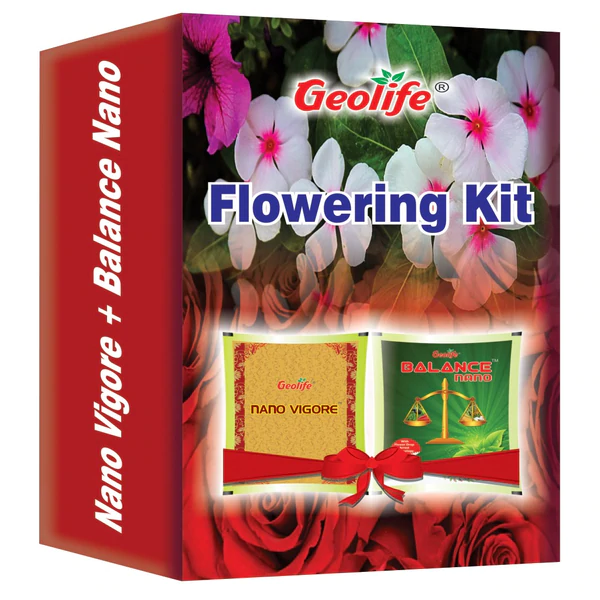 Nano Vigore + Balance Nano
Geolife®
Flowering Kit
Geolife®
NANO VIGORE
Geolife®
BALANCE™
NANO